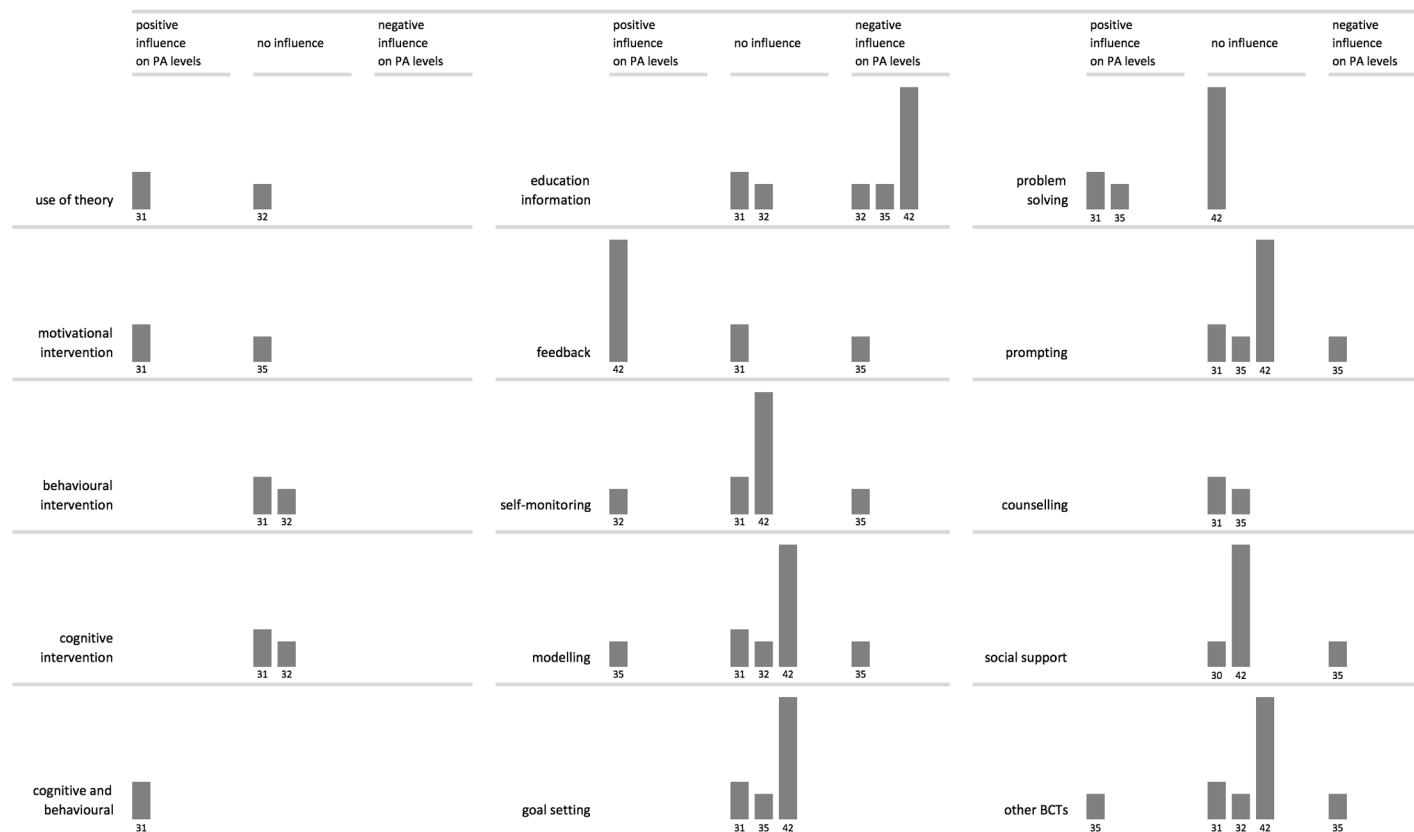 positive
influence
on PA levels
no influence
negative
influence
on PA levels
positive
influence
on PA levels
no influence
negative
influence
on PA levels
positive
influence
on PA levels
no influence
negative
influence
on PA levels
use of theory
31
32
education
information
31 32
32 35 42
problem
solving
31 35
42
motivational
intervention
31
35
feedback
42
31
35
prompting
31 35 42
35
behavioural
intervention
31 32
self-monitoring
32
31 42
35
counselling
31 35
cognitive
intervention
31 32
modelling
35
31 32 42
35
social support
30 42
35
cognitive and
behavioural
31
goal setting
31 35 42
other BCTs
35
31 32 42
35